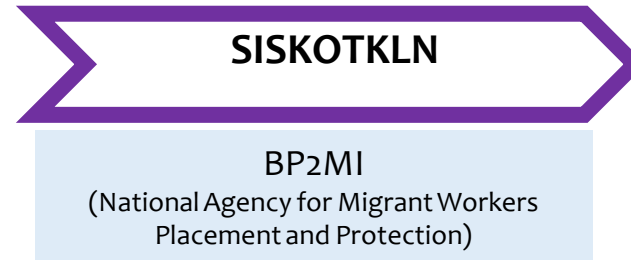 SISKOTKLN
BP2MI
(National Agency for Migrant Workers
Placement and Protection)